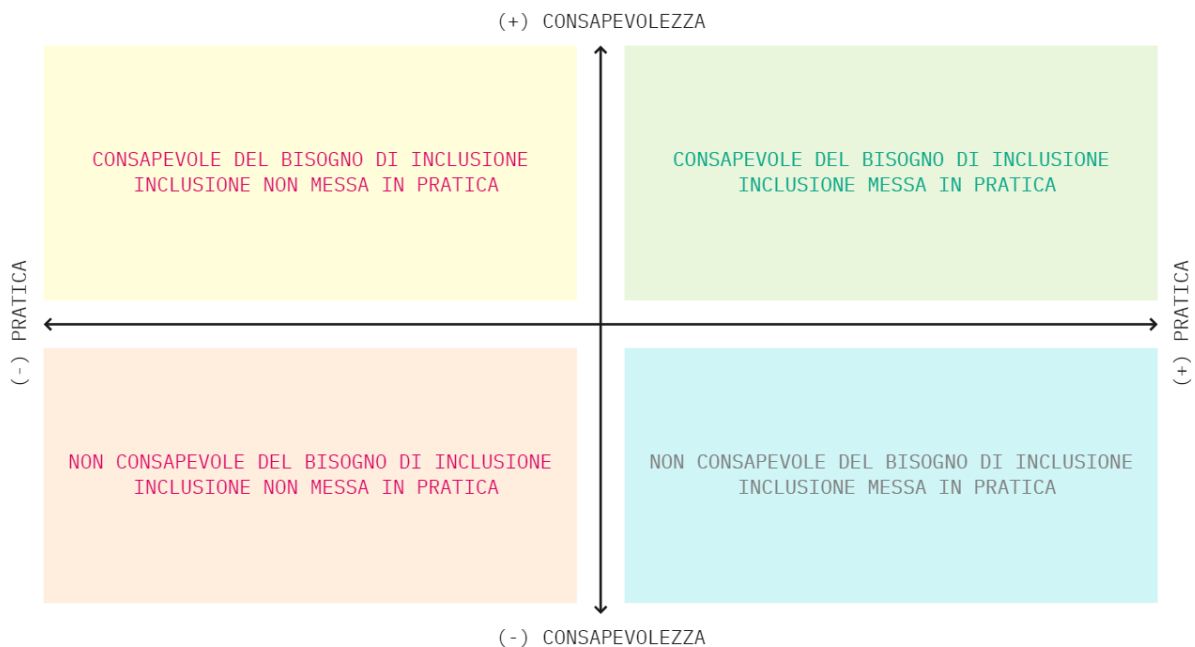 (+) CONSAPEVOLEZZA
CONSAPEVOLE DEL BISOGNO DI INCLUSIONE
INCLUSIONE NON MESSA IN PRATICA
CONSAPEVOLE DEL BISOGNO DI INCLUSIONE
INCLUSIONE MESSA IN PRATICA
(-) PRATICA
(+) PRATICA
NON CONSAPEVOLE DEL BISOGNO DI INCLUSIONE
INCLUSIONE NON MESSA IN PRATICA
NON CONSAPEVOLE DEL BISOGNO DI INCLUSIONE
INCLUSIONE MESSA IN PRATICA
(-) CONSAPEVOLEZZA